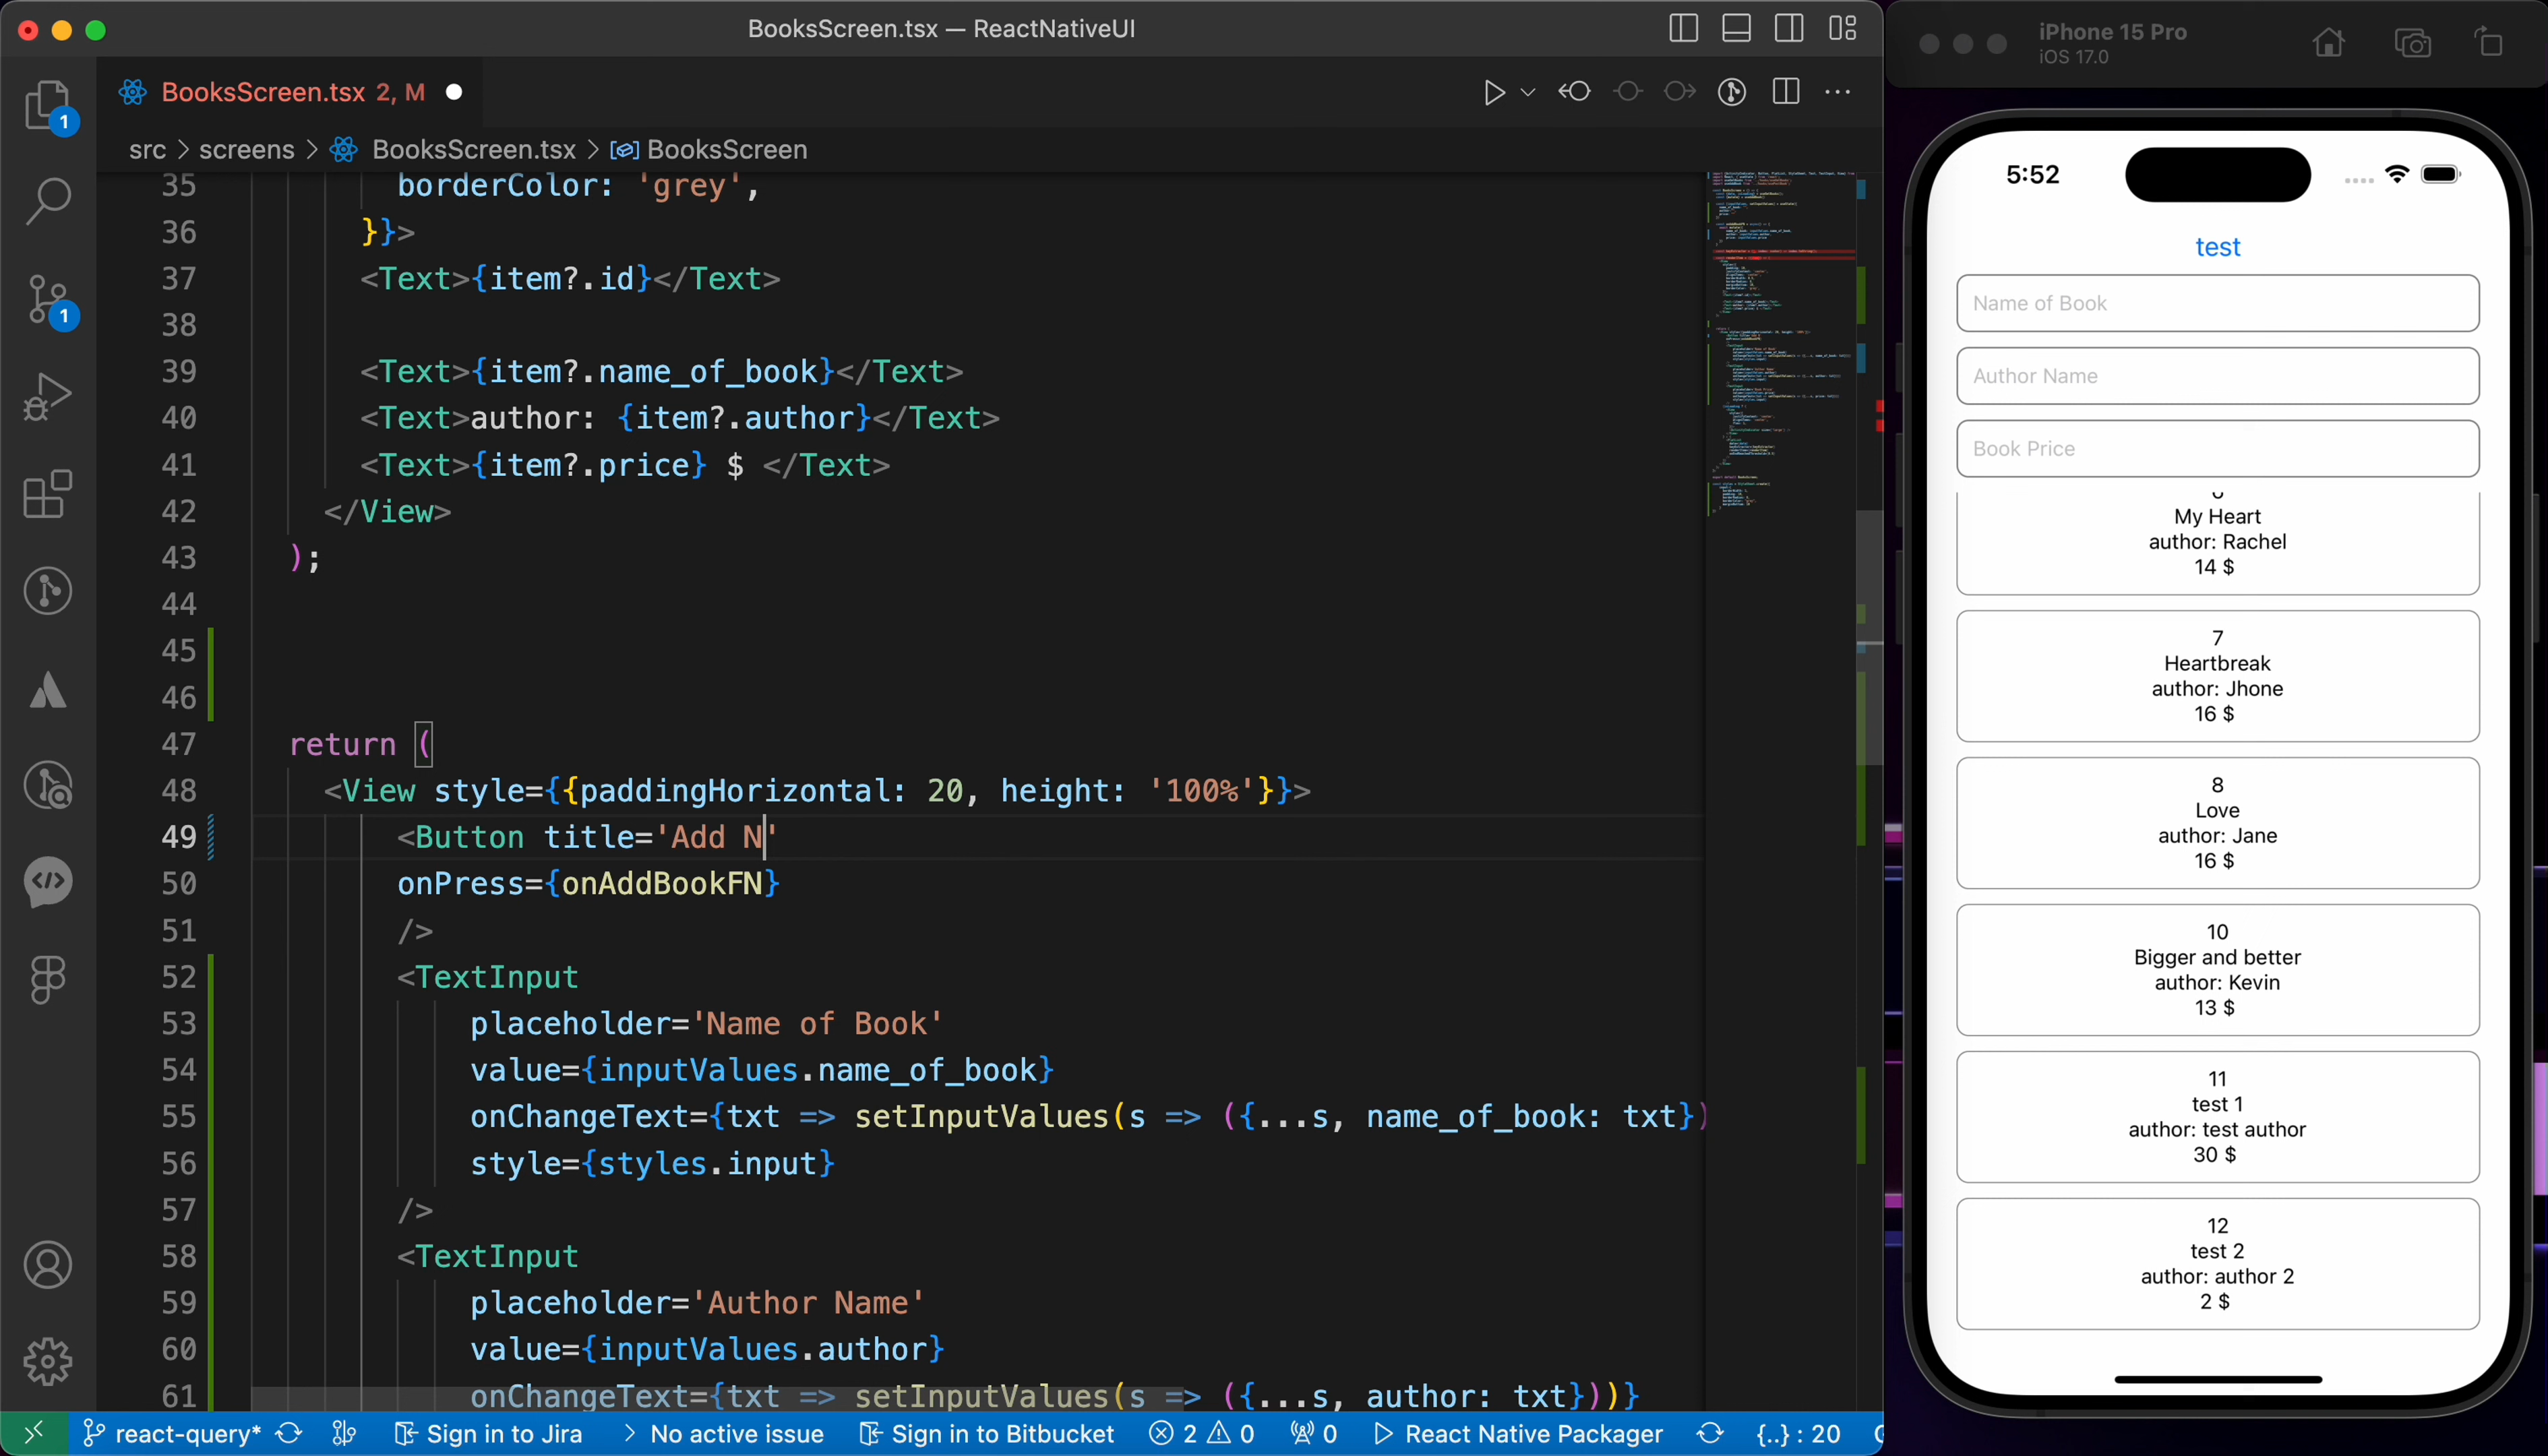 BooksScreen.tsx — ReactNativeUI
BooksScreen.tsx 2, M
src > screens > BooksScreen.tsx > BooksScreen
1
1
35 borderColor: 'grey',
36 }}>
37 <Text>{item?.id}</Text>
38
39 <Text>{item?.name_of_book}</Text>
40 <Text>author: {item?.author}</Text>
41 <Text>{item?.price} $ </Text>
42 </View>
43 );
44
45
46
47 return (
48 <View style={{paddingHorizontal: 20, height: '100%'}}>
49 <Button title='Add N'
50 onPress={onAddBookFN}
51 />
52 <TextInput
53 placeholder='Name of Book'
54 value={inputValues.name_of_book}
55 onChangeText={txt => setInputValues(s => ({...s, name_of_book: txt})
56 style={styles.input}
57 />
58 <TextInput
59 placeholder='Author Name'
60 value={inputValues.author}
61 onChangeText={txt => setInputValues(s => ({...s, author: txt}))}
react-query* Sign in to Jira > No active issue Sign in to Bitbucket 2 0 0 React Native Packager {..} : 20
iPhone 15 Pro
iOS 17.0
5:52
test
Name of Book
Author Name
Book Price
My Heart
author: Rachel
14 $
7
Heartbreak
author: Jhone
16 $
8
Love
author: Jane
16 $
10
Bigger and better
author: Kevin
13 $
11
test 1
author: test author
30 $
12
test 2
author: author 2
2 $